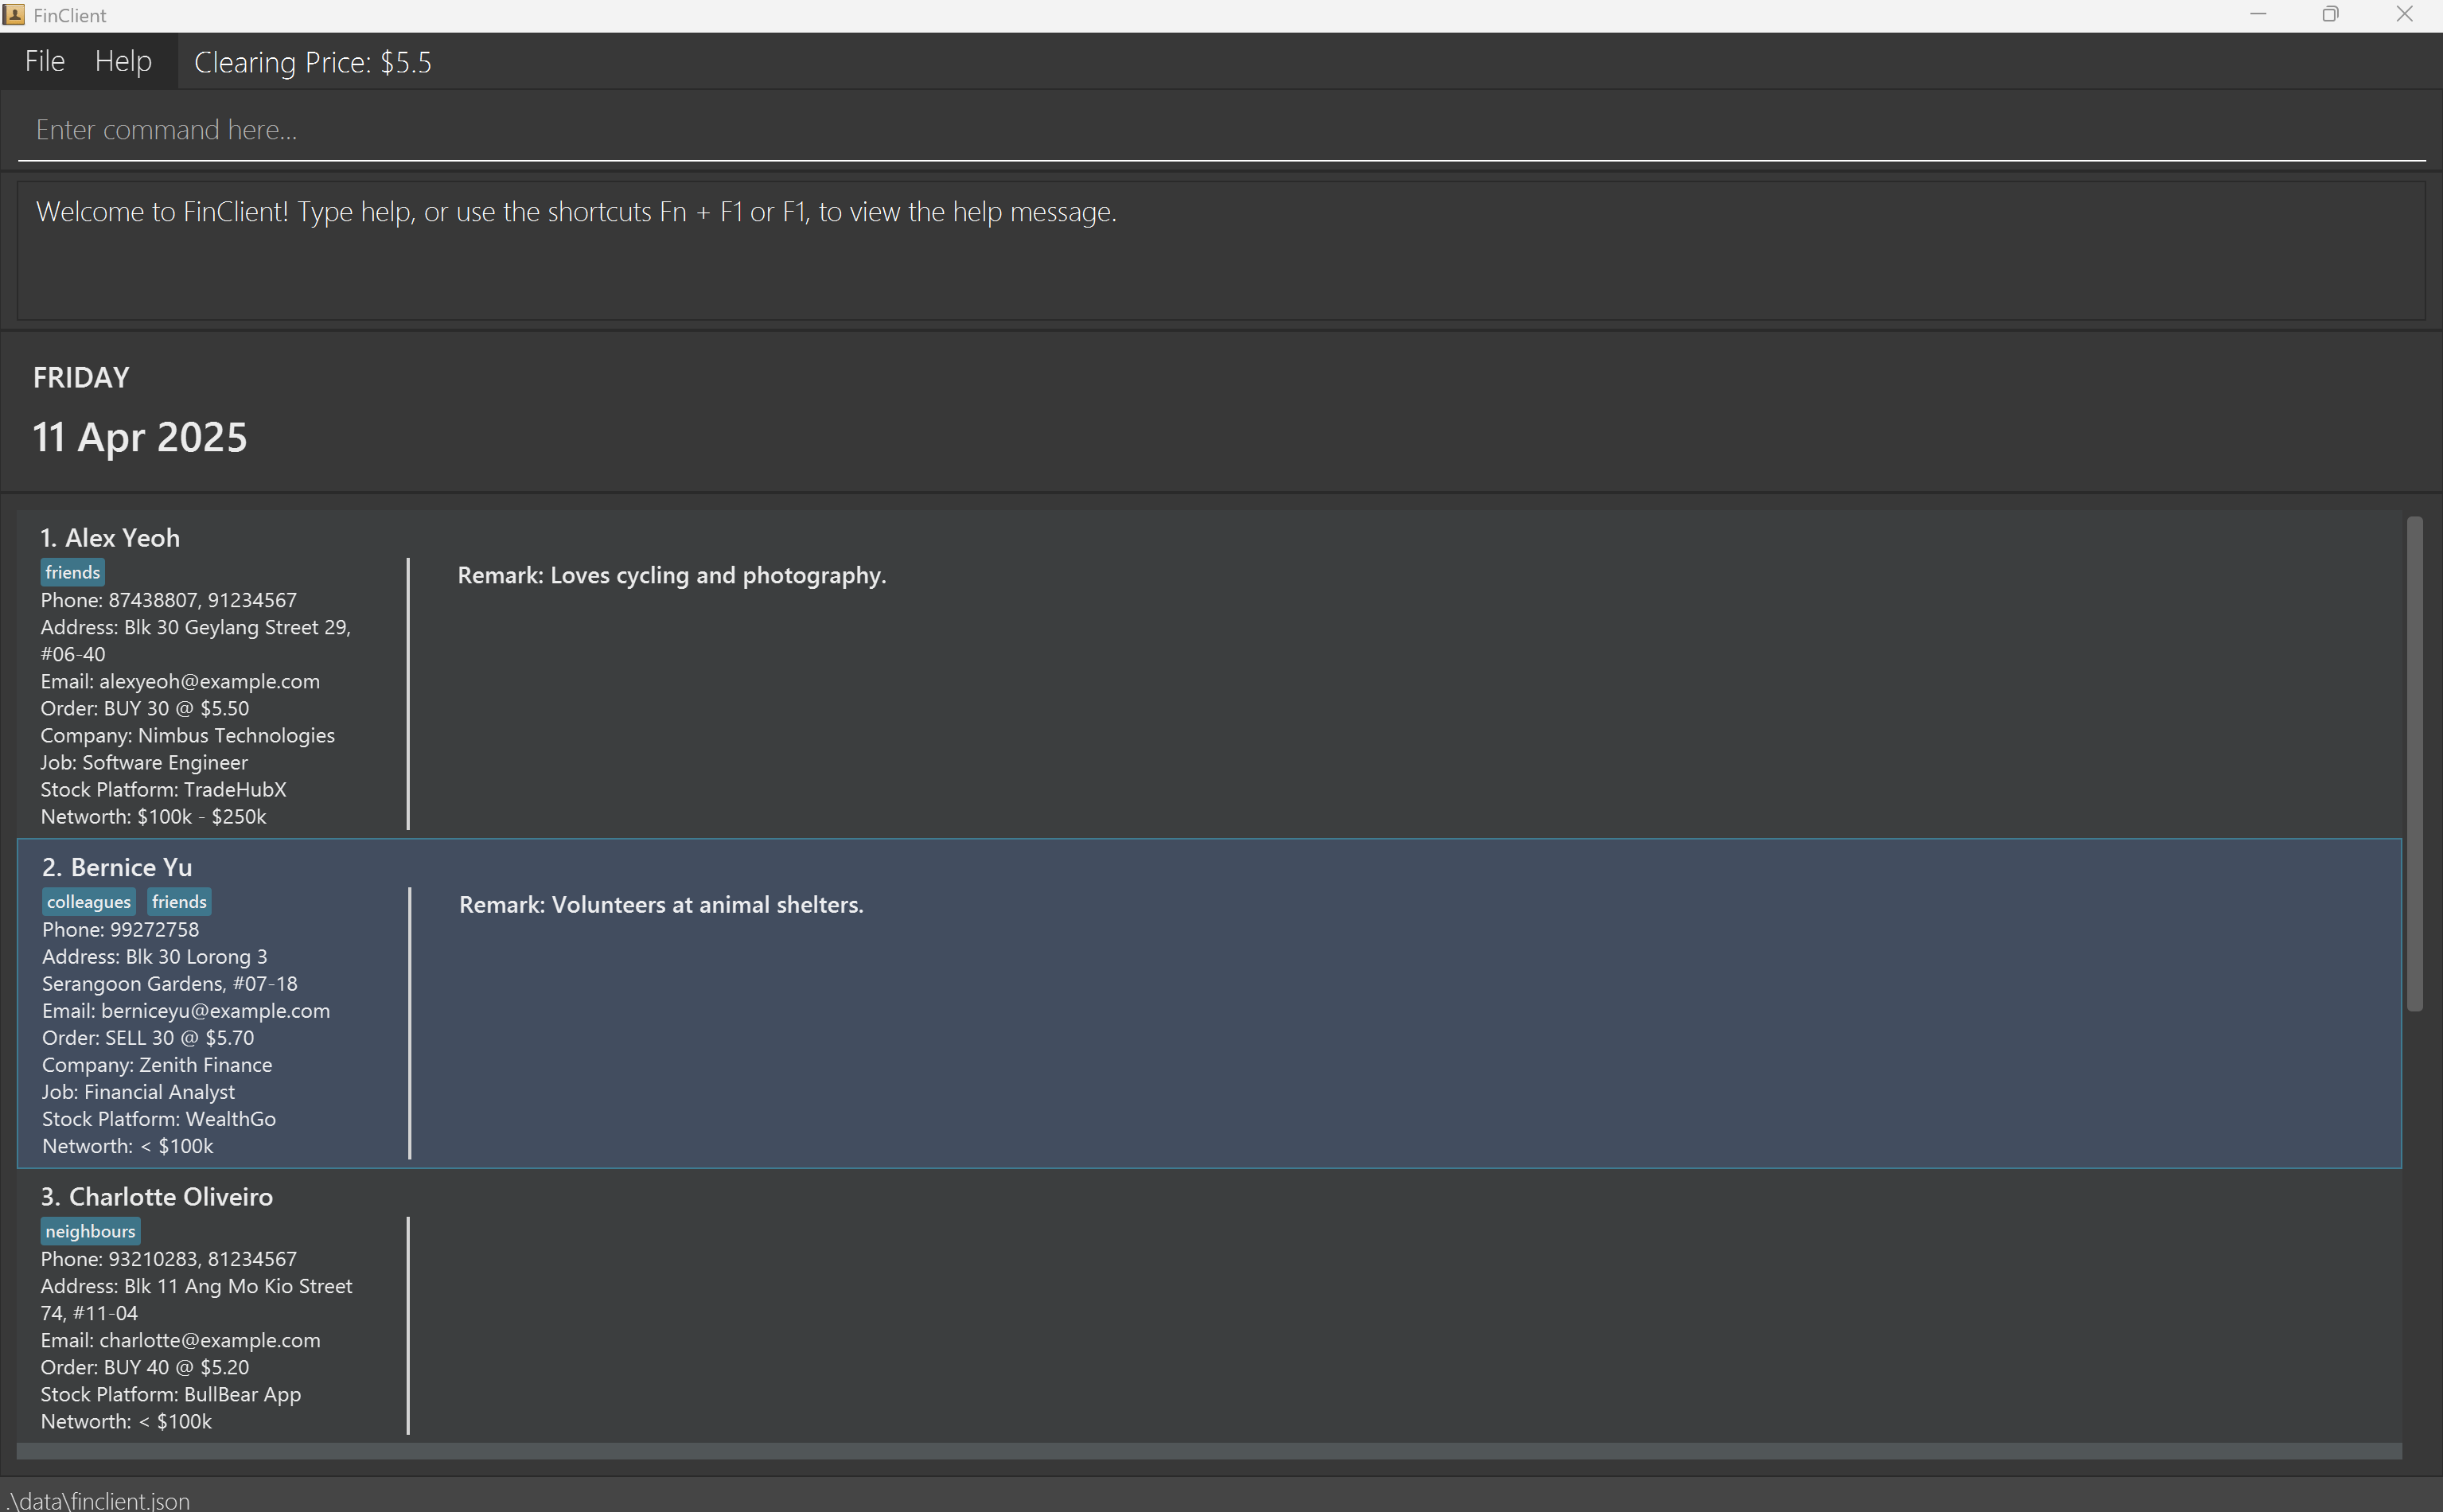 FinClient
File Help Clearing Price: $5.5
Enter command here...
Welcome to FinClient! Type help, or use the shortcuts Fn + F1 or F1, to view the help message.
FRIDAY
11 Apr 2025
1. Alex Yeoh
friends
Phone: 87438807, 91234567
Address: Blk 30 Geylang Street 29,
#06-40
Email: alexyeoh@example.com
Order: BUY 30 @ $5.50
Company: Nimbus Technologies
Job: Software Engineer
Stock Platform: TradeHubX
Networth: $100k - $250k
Remark: Loves cycling and photography.
2. Bernice Yu
colleagues friends
Phone: 99272758
Address: Blk 30 Lorong 3
Serangoon Gardens, #07-18
Email: berniceyu@example.com
Order: SELL 30 @ $5.70
Company: Zenith Finance
Job: Financial Analyst
Stock Platform: WealthGo
Networth: < $100k
Remark: Volunteers at animal shelters.
3. Charlotte Oliveiro
neighbours
Phone: 93210283, 81234567
Address: Blk 11 Ang Mo Kio Street
74, #11-04
Email: charlotte@example.com
Order: BUY 40 @ $5.20
Stock Platform: BullBear App
Networth: < $100k
.\data\finclient.json